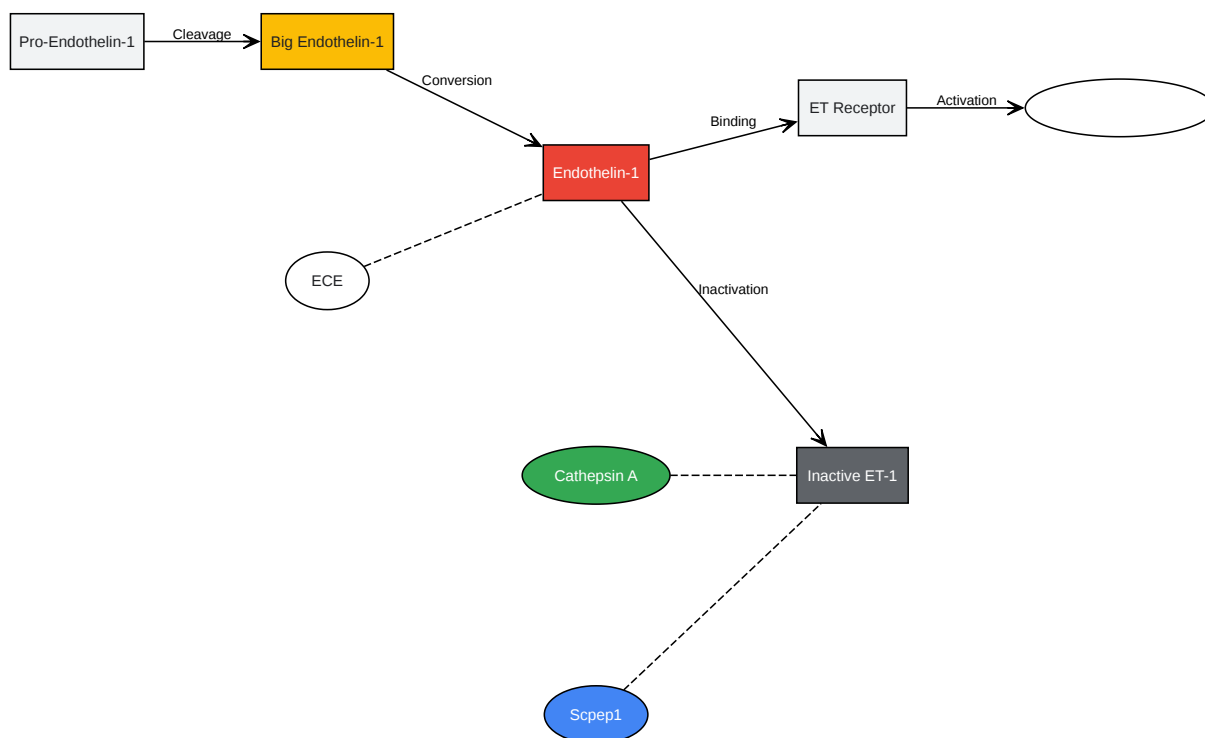 Pro-Endothelin-1
Cleavage
Big Endothelin-1
Conversion
Endothelin-1
Binding
ET Receptor
Activation
ECE
Inactivation
Cathepsin A
Inactive ET-1
Scpep1